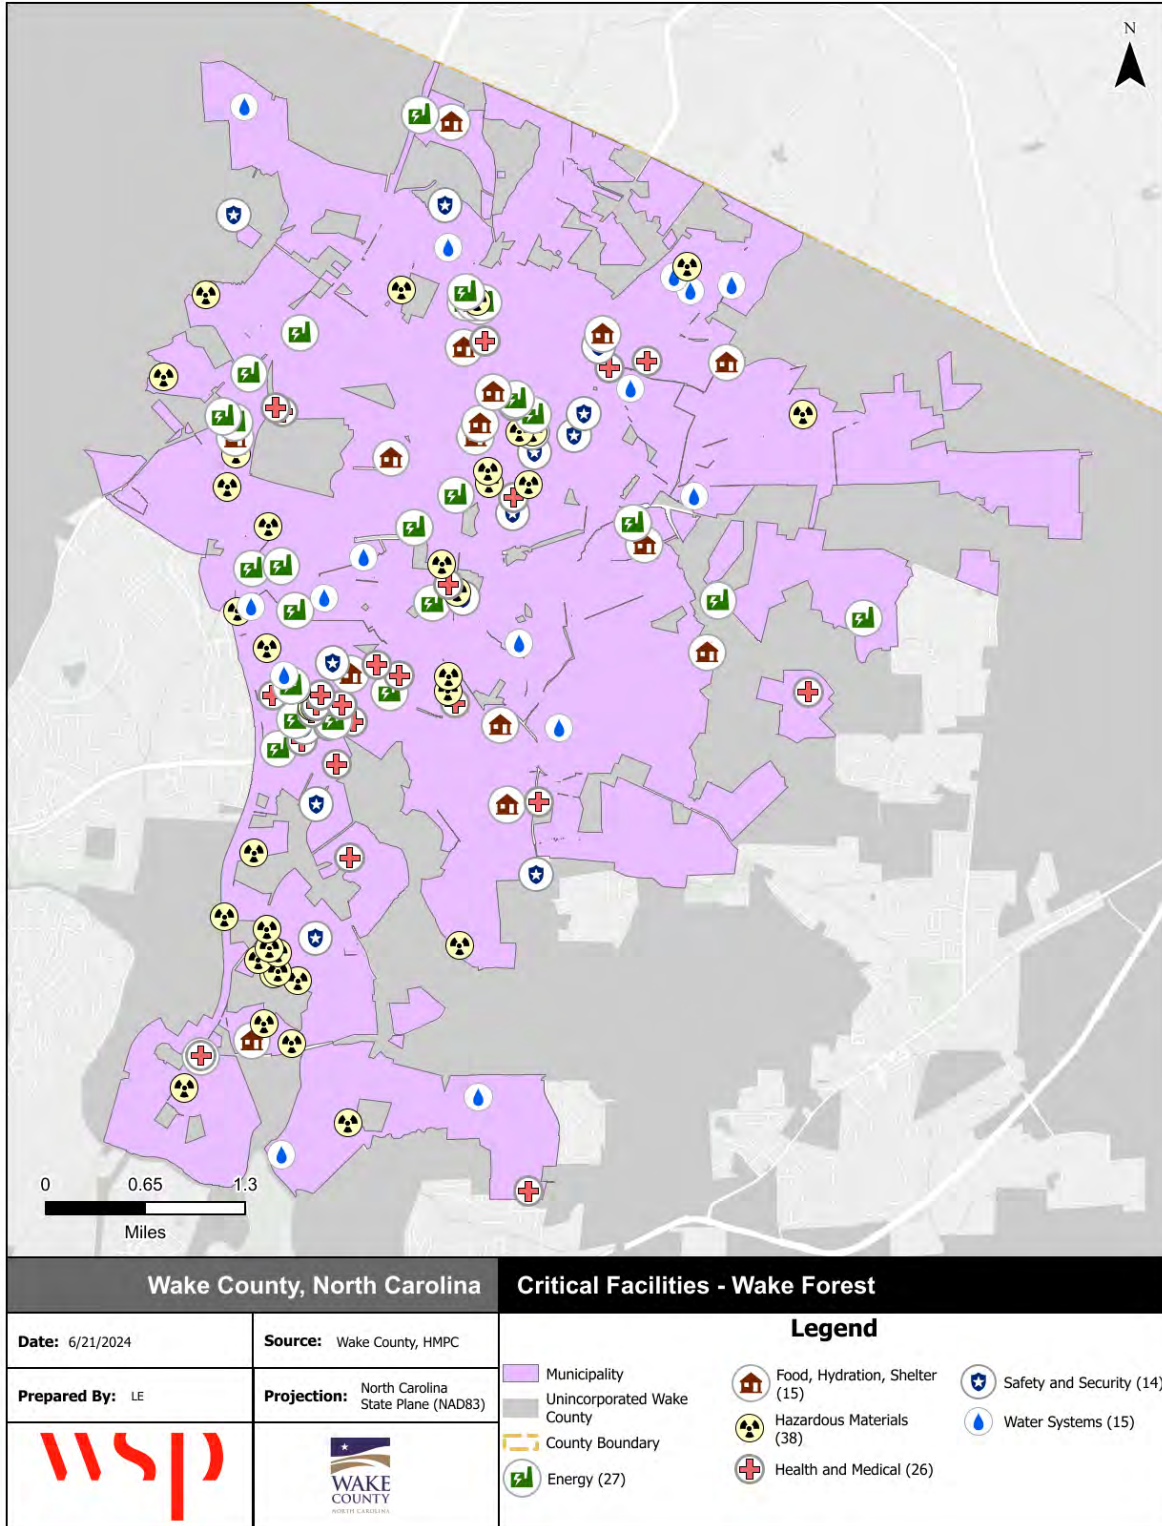 N
0 0.65 1.3
Miles
Wake County, North Carolina
Critical Facilities - Wake Forest
Date: 6/21/2024
Source: Wake County, HMPC
Prepared By: LE
Projection: North Carolina
State Plane (NAD83)
wsp
WAKE
COUNTY
NORTH CAROLINA
Legend
Municipality
Unincorporated Wake
County
County Boundary
Energy (27)
Food, Hydration, Shelter
(15)
Hazardous Materials
(38)
Health and Medical (26)
Safety and Security (14)
Water Systems (15)